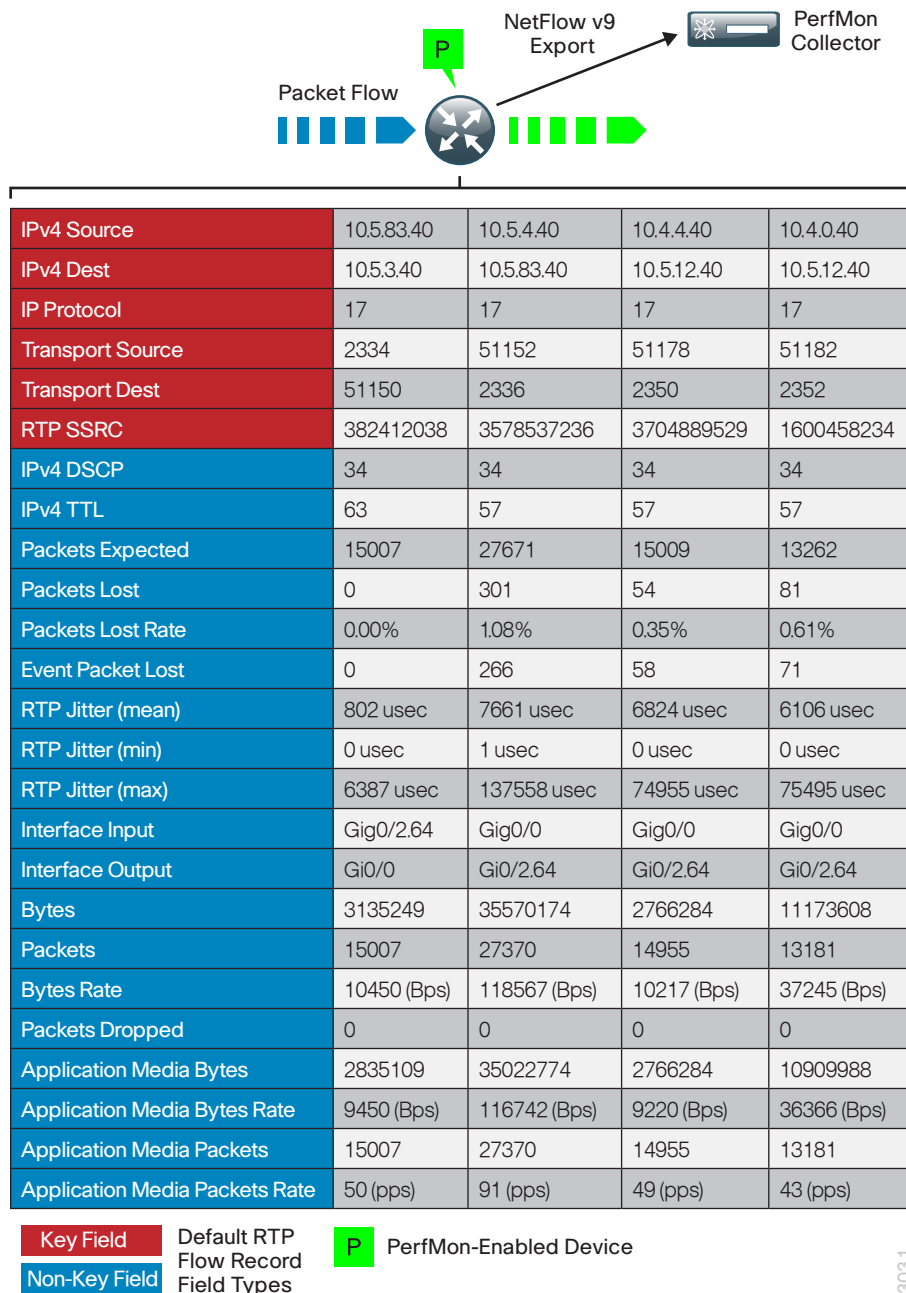 NetFlow v9
Export
PerfMon
Collector
P
Packet Flow
IPv4 Source 10.5.83.40 10.5.4.40 10.4.4.40 10.4.0.40
IPv4 Dest 10.5.3.40 10.5.83.40 10.5.12.40 10.5.12.40
IP Protocol 17 17 17 17
Transport Source 2334 51152 51178 51182
Transport Dest 51150 2336 2350 2352
RTP SSRC 382412038 3578537236 3704889529 1600458234
IPv4 DSCP 34 34 34 34
IPv4 TTL 63 57 57 57
Packets Expected 15007 27671 15009 13262
Packets Lost 0 301 54 81
Packets Lost Rate 0.00% 1.08% 0.35% 0.61%
Event Packet Lost 0 266 58 71
RTP Jitter (mean) 802 usec 7661 usec 6824 usec 6106 usec
RTP Jitter (min) 0 usec 1 usec 0 usec 0 usec
RTP Jitter (max) 6387 usec 137558 usec 74955 usec 75495 usec
Interface Input Gig0/2.64 Gig0/0 Gig0/0 Gig0/0
Interface Output Gi0/0 Gi0/2.64 Gi0/2.64 Gi0/2.64
Bytes 3135249 35570174 2766284 11173608
Packets 15007 27370 14955 13181
Bytes Rate 10450 (Bps) 118567 (Bps) 10217 (Bps) 37245 (Bps)
Packets Dropped 0 0 0 0
Application Media Bytes 2835109 35022774 2766284 10909988
Application Media Bytes Rate 9450 (Bps) 116742 (Bps) 9220 (Bps) 36366 (Bps)
Application Media Packets 15007 27370 14955 13181
Application Media Packets Rate 50 (pps) 91 (pps) 49 (pps) 43 (pps)
Key Field
Non-Key Field
Default RTP
Flow Record
Field Types
P PerfMon-Enabled Device
3031